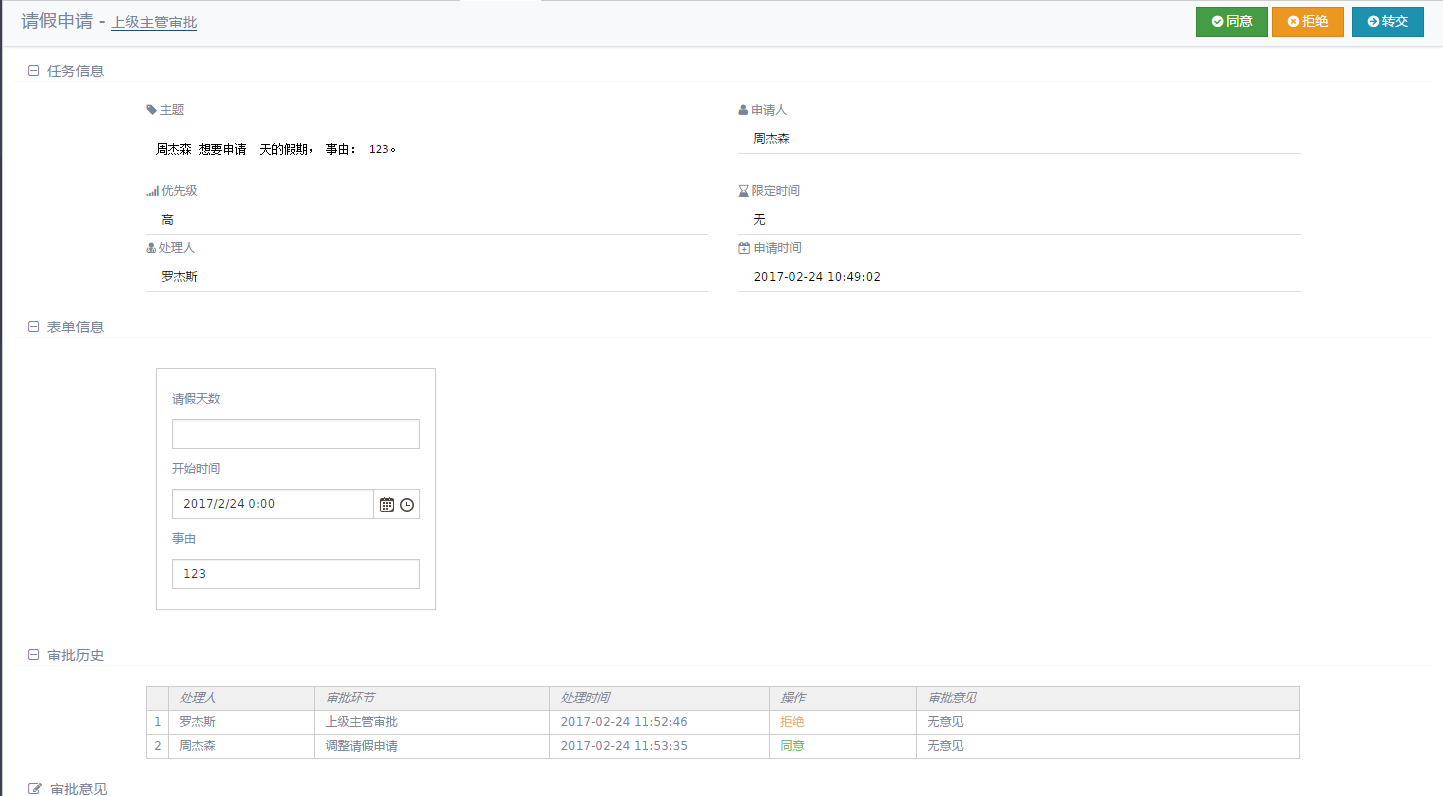 请假申请 - 上级主管审批
同意 拒绝 转交
任务信息
主题 申请人
周杰森 想要申请 天的假期， 事由： 123。 周杰森
优先级 限定时间
高 无
处理人 申请时间
罗杰斯 2017-02-24 10:49:02
表单信息
请假天数
开始时间
2017/2/24 0:00
事由
123
审批历史
处理人 审批环节 处理时间 操作 审批意见
1 罗杰斯 上级主管审批 2017-02-24 11:52:46 拒绝 无意见
2 周杰森 调整请假申请 2017-02-24 11:53:35 同意 无意见
审批意见